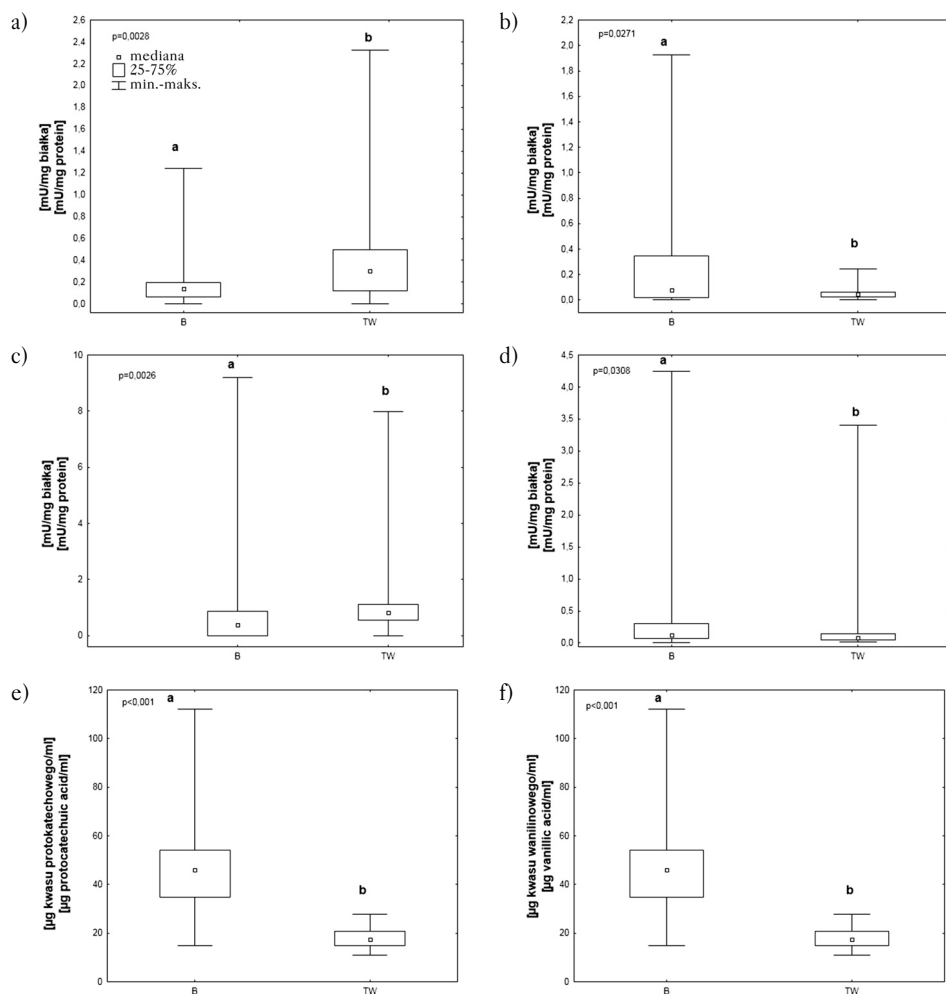 a)
p=0,0028
mediana
25-75%
min.-maks.
a
b
[mU/mg białka]
[mU/mg protein]
2,6
2,4
2,2
2,0
1,8
1,6
1,4
1,2
1,0
0,8
0,6
0,4
0,2
0,0
B
TW
b)
p=0,0271
a
b
[mU/mg białka]
[mU/mg protein]
2,2
2,0
1,8
1,6
1,4
1,2
1,0
0,8
0,6
0,4
0,2
0,0
B
TW
c)
p=0,0026
a
b
[mU/mg białka]
[mU/mg protein]
10
8
6
4
2
0
B
TW
d)
p=0,0308
a
b
[mU/mg białka]
[mU/mg protein]
4,5
4,0
3,5
3,0
2,5
2,0
1,5
1,0
0,5
0,0
B
TW
e)
p<0,001
a
b
[µg kwasu protokatechowego/ml]
[µg protocatechuic acid/ml]
120
100
80
60
40
20
0
B
TW
f)
p<0,001
a
b
[µg kwasu wanilinowego/ml]
[µg vanillic acid/ml]
120
100
80
60
40
20
0
B
TW